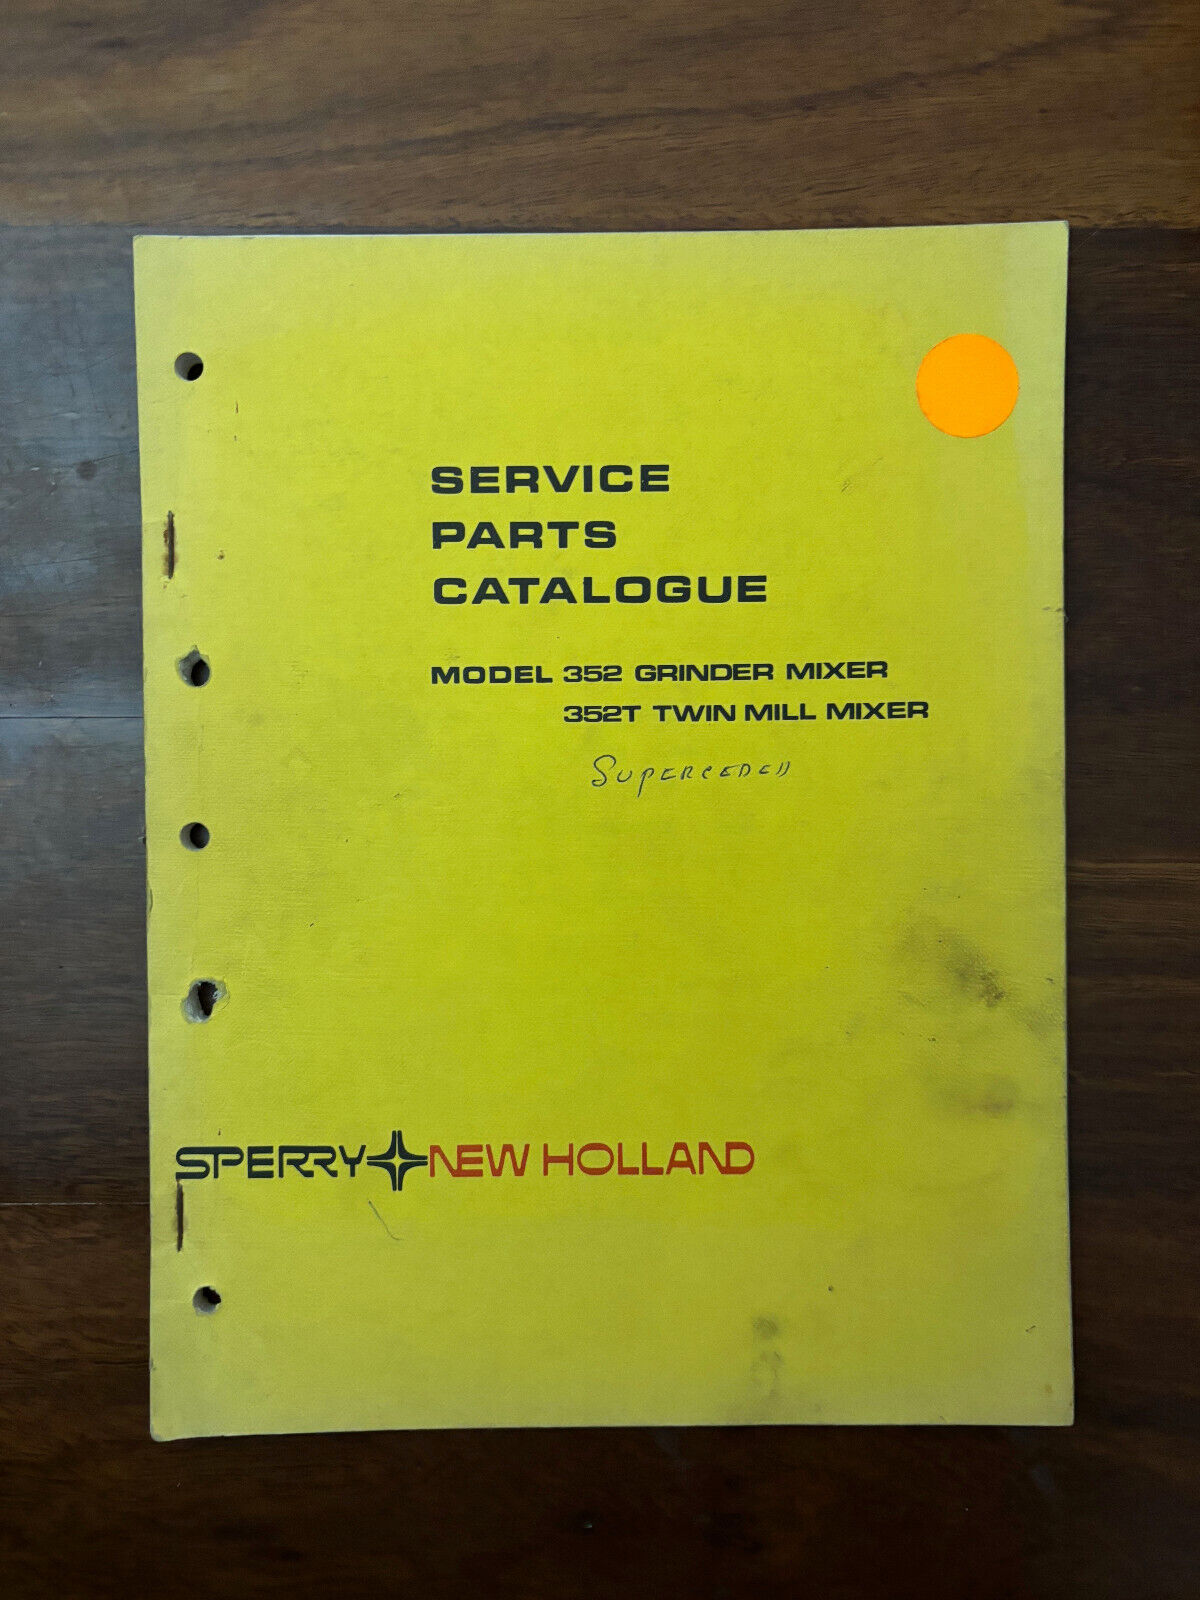 SERVICE
PARTS
CATALOGUE
MODEL 352 GRINDER MIXER
352T TWIN MILL MIXER
SUPERCEDED
SPERRY NEW HOLLAND